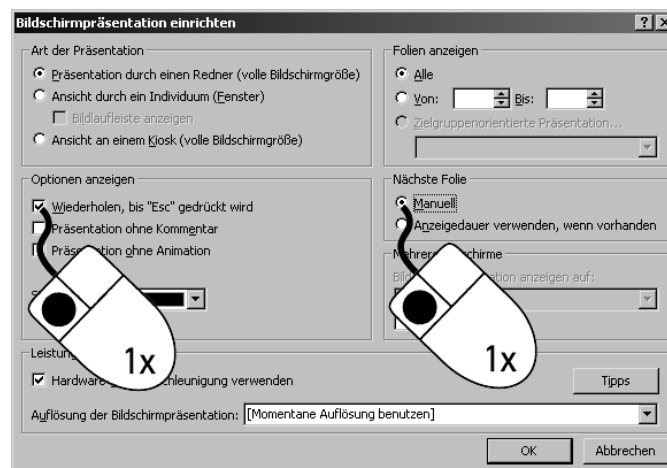 Bildschirmpräsentation einrichten
Art der Präsentation
Präsentation durch einen Redner (volle Bildschirmgröße)
Ansicht durch ein Individuum (Fenster)
Bildlaufleiste anzeigen
Ansicht an einem Kiosk (volle Bildschirmgröße)
Folien anzeigen
Alle
Von: Bis:
Zielgruppenorientierte Präsentation...
Optionen anzeigen
Wiederholen, bis "Esc" gedrückt wird
Präsentation ohne Kommentar
ohne Animation
1x
Nächste Folie
Manuell
Anzeigedauer verwenden, wenn vorhanden
anzeigen auf:
1x
Hardware verwenden
Tipps
Auflösung der Bildschirmpräsentation: [Momentane Auflösung benutzen]
OK Abbrechen